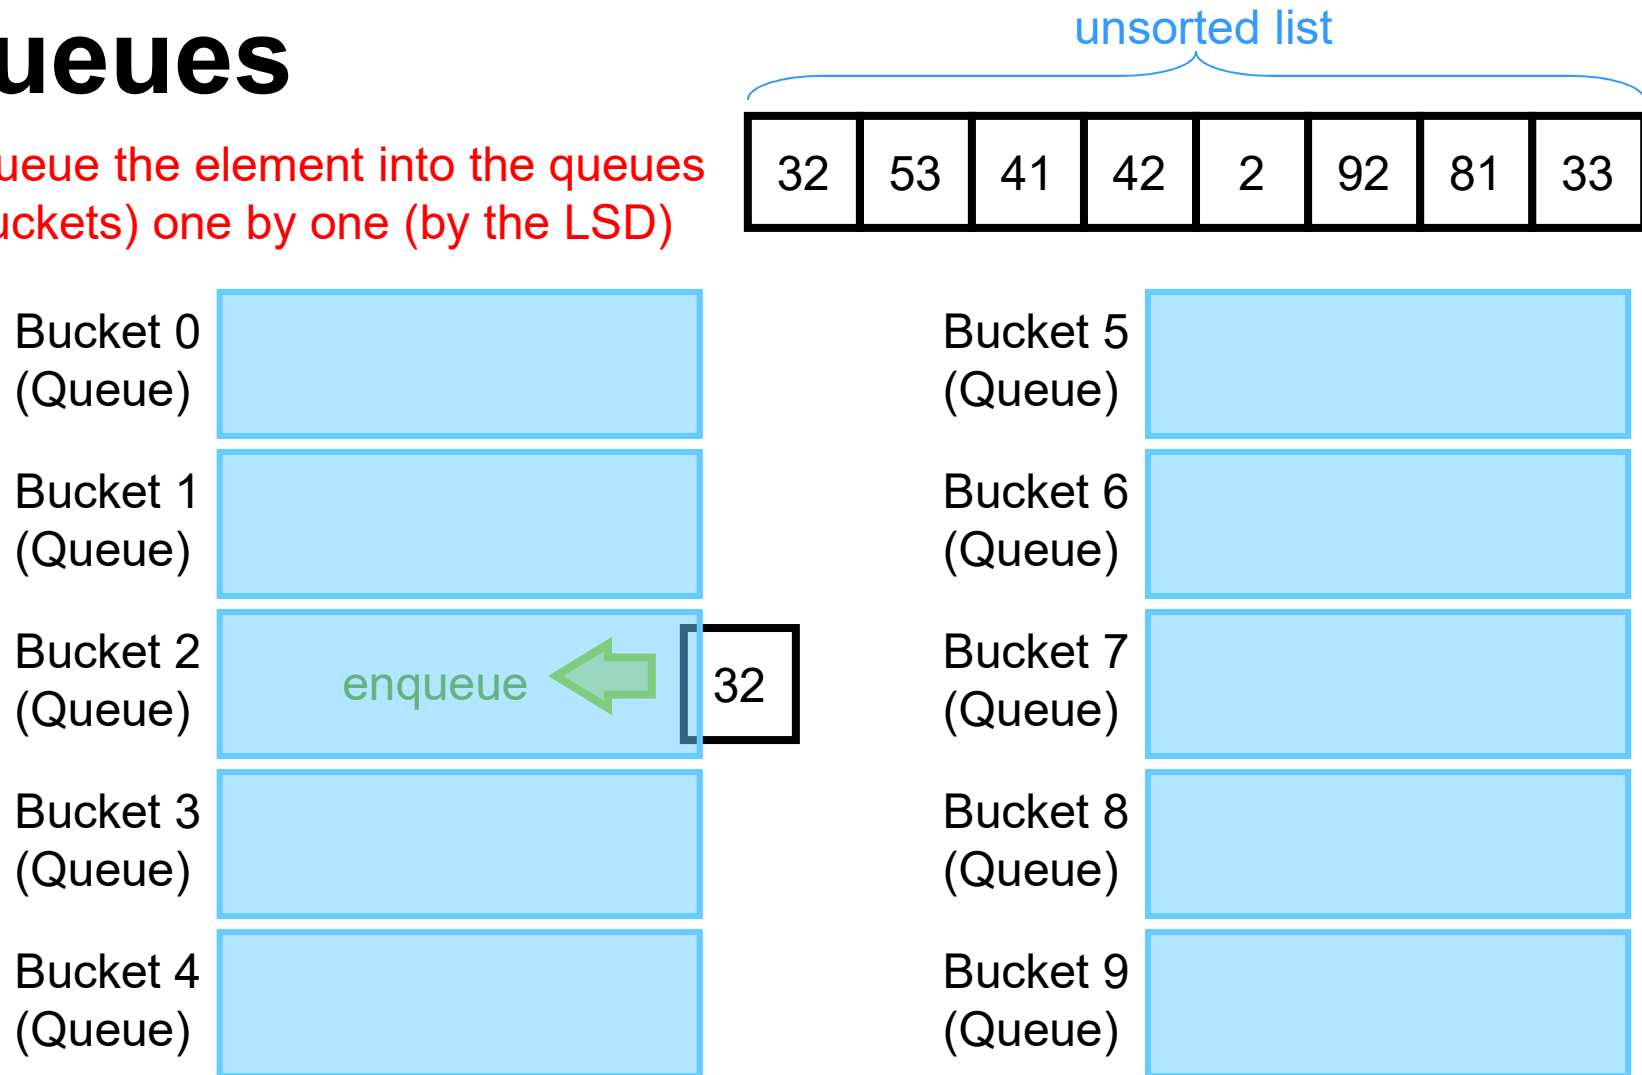 ueues
unsorted list
ueue the element into the queues
uckets) one by one (by the LSD)
32 53 41 42 2 92 81 33
Bucket 0
(Queue)
Bucket 1
(Queue)
Bucket 2
(Queue)
enqueue
32
Bucket 3
(Queue)
Bucket 4
(Queue)
Bucket 5
(Queue)
Bucket 6
(Queue)
Bucket 7
(Queue)
Bucket 8
(Queue)
Bucket 9
(Queue)